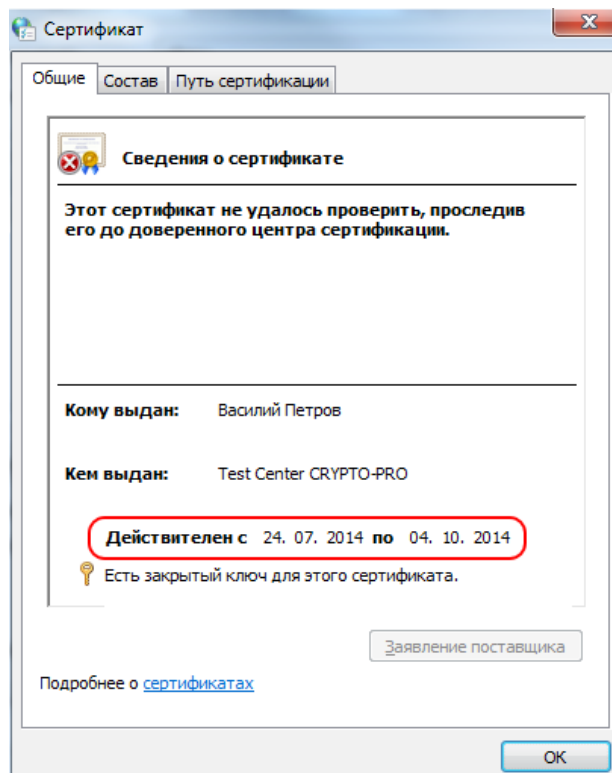 Сертификат
Общие Состав Путь сертификации
Сведения о сертификате
Этот сертификат не удалось проверить, проследив
его до доверенного центра сертификации.
Кому выдан: Василий Петров
Кем выдан: Test Center CRYPTO-PRO
Действителен с 24. 07. 2014 по 04. 10. 2014
Есть закрытый ключ для этого сертификата.
Заявление поставщика
Подробнее о сертификатах
ОК